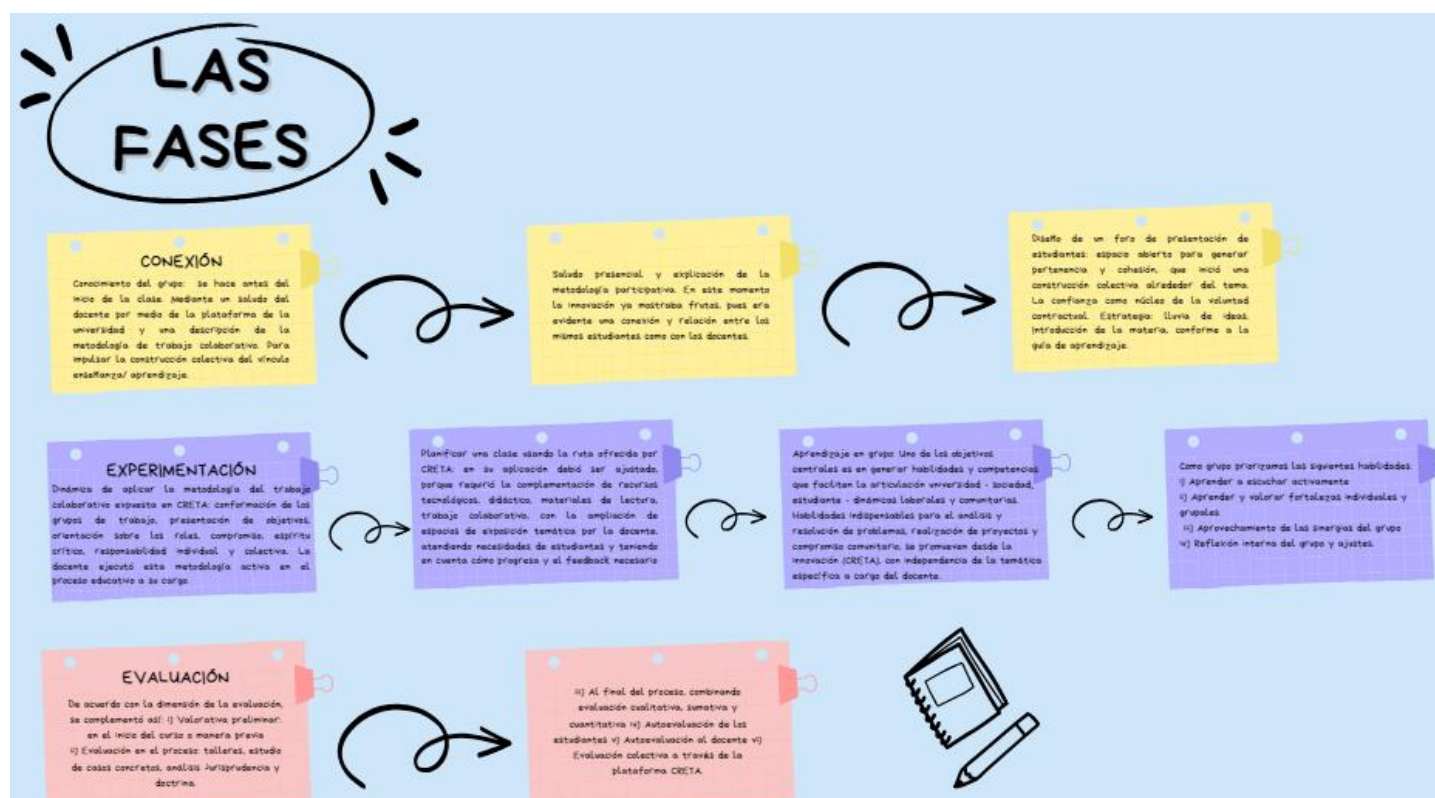 LAS
FASES
CONEXIÓN
Conocimiento del grupo: se hace antes del
inicio de la clase. Mediante un saludo del
docente por medio de la plataforma de la
universidad y una descripción de la
metodología de trabajo colaborativo. Para
impulsar la construcción colectiva del vínculo
enseñanza/ aprendizaje.
Saludo presencial y explicación de la
metodología participativa. En este momento
la innovación ya mostraba frutos, pues era
evidente una conexión y relación entre los
mismos estudiantes como con los docentes.
Diseño de un foro de presentación de
estudiantes: espacio abierto para generar
pertenencia y cohesión, que inició una
construcción colectiva alrededor del tema.
La confianza como núcleo de la voluntad
contractual. Estrategia: lluvia de ideas.
Introducción de la materia, conforme a la
guía de aprendizaje.
EXPERIMENTACIÓN
Dinámica de aplicar la metodología del trabajo
colaborativo expuesta en CRETA: conformación de los
grupos de trabajo, presentación de objetivos,
orientación sobre los roles, compromiso, espíritu
crítico, responsabilidad individual y colectiva. La
docente ejecutó esta metodología activa en el
proceso educativo a su cargo.
Planificar una clase usando la ruta ofrecida por
CRETA: en su aplicación debió ser ajustada,
porque requirió la complementación de recursos
tecnológicos, didáctico, materiales de lectura,
trabajo colaborativo, con la ampliación de
espacios de exposición temática por la docente,
atendiendo necesidades de estudiantes y teniendo
en cuenta cómo progresa y el feedback necesario
Aprendizaje en grupo: Uno de los objetivos
centrales es en generar habilidades y competencias
que faciliten la articulación universidad - sociedad,
estudiante - dinámicas laborales y comunitarias.
Habilidades indispensables para el análisis y
resolución de problemas, realización de proyectos y
compromiso comunitario, se promueven desde la
innovación (CRETA), con independencia de la temática
específica a cargo del docente.
Como grupo priorizamos las siguientes habilidades:
i) Aprender a escuchar activamente
ii) Aprender y valorar fortalezas individuales y
grupales
iii) Aprovechamiento de las sinergias del grupo
iv) Reflexión interna del grupo y ajustes.
EVALUACIÓN
De acuerdo con la dimensión de la evaluación,
se complementó así: i) Valorativa preliminar:
en el inicio del curso o manera previa
ii) Evaluación en el proceso: talleres, estudio
de casos concretos, análisis Jurisprudencia y
doctrina.
iii) Al final del proceso, combinando
evaluación cualitativa, sumativa y
cuantitativa iv) Autoevaluación de los
estudiantes v) Autoevaluación al docente vi)
Evaluación colectiva a través de la
plataforma CRETA.